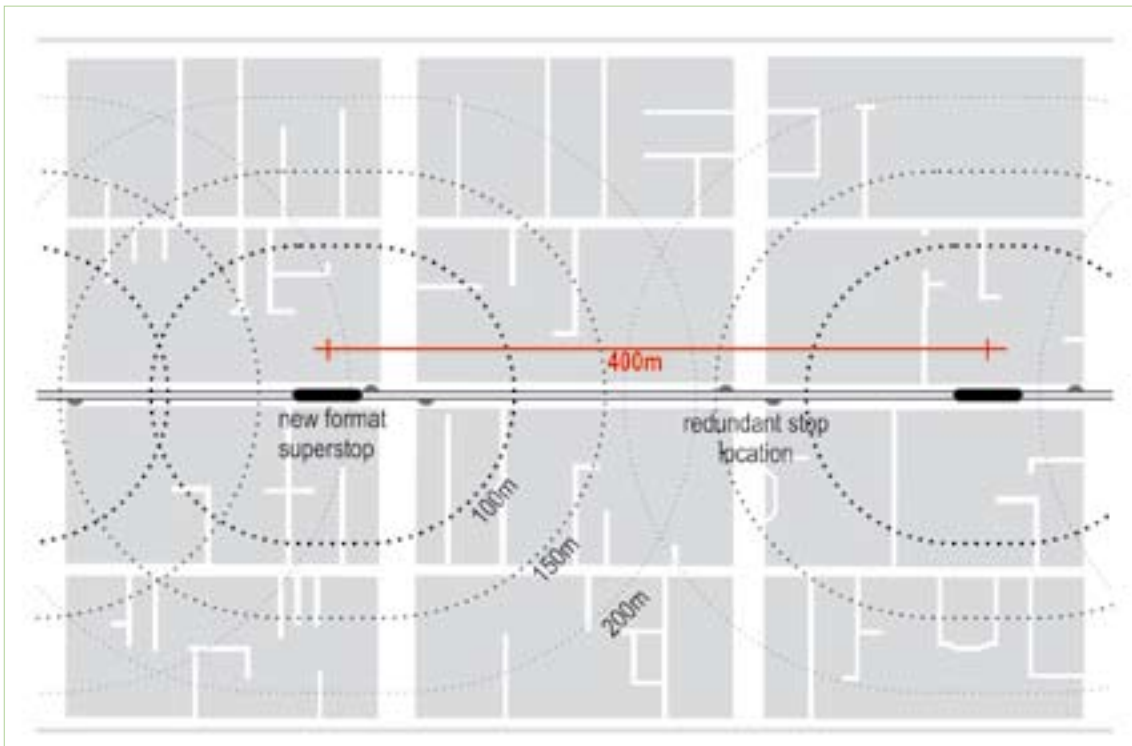 400m
new format
superstop
redundant stop
location
100m
150m
200m